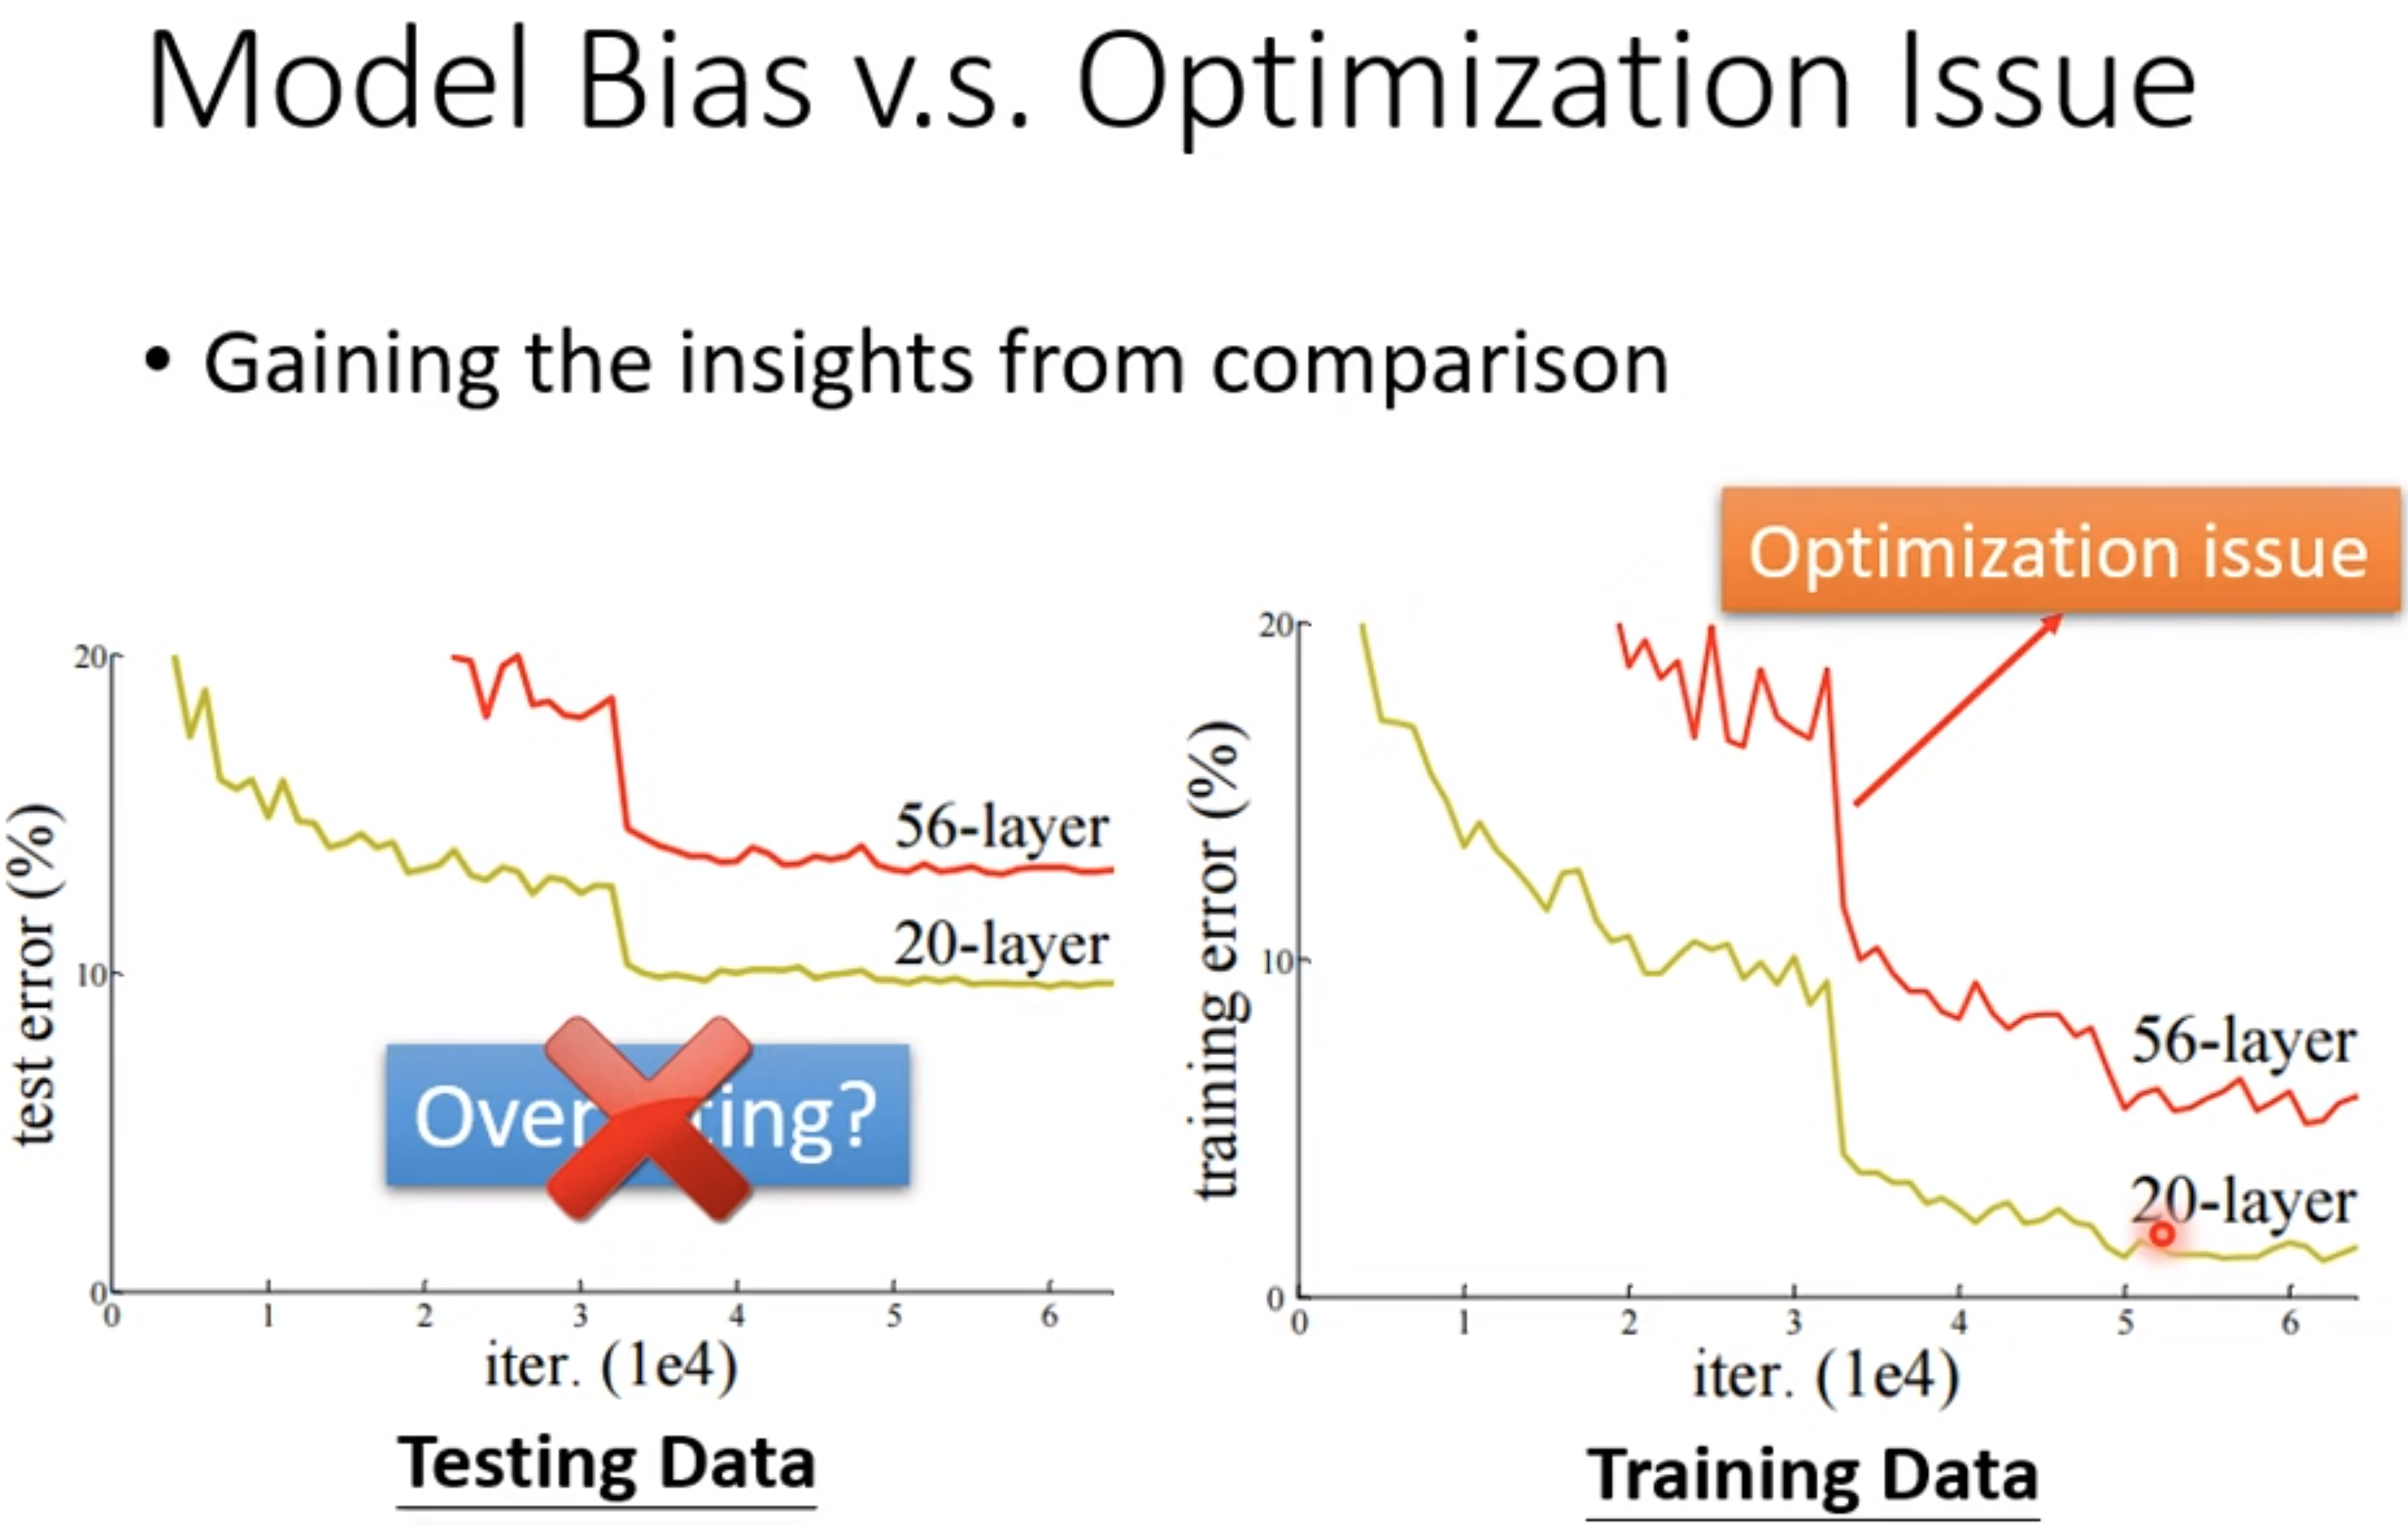 Model Bias v.s. Optimization Issue
• Gaining the insights from comparison
Optimization issue
20
10
0
test error (%)
56-layer
20-layer
Over ing?
0 1 2 3 4 5 6
iter. (1e4)
Testing Data
20
10
0
training error (%)
56-layer
20-layer
0 1 2 3 4 5 6
iter. (1e4)
Training Data